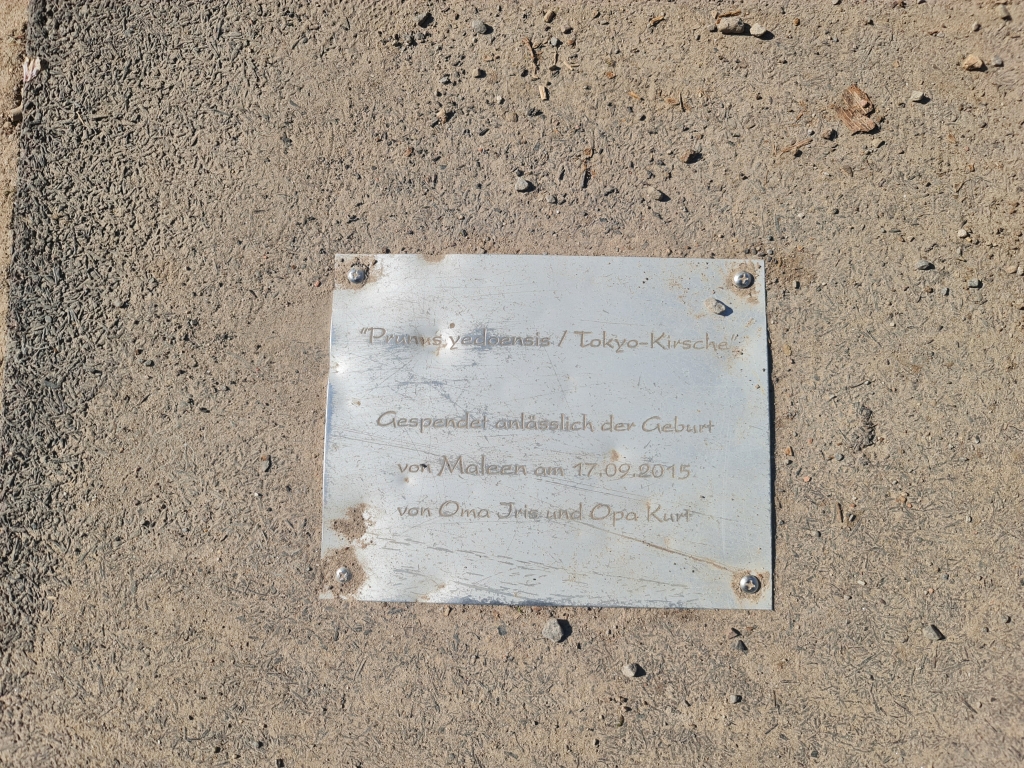 "Prunus yedoensis / Tokyo-Kirsche"
Gespendet anlässlich der Geburt
von Maleen am 17.09.2015
von Oma Iris und Opa Kurt